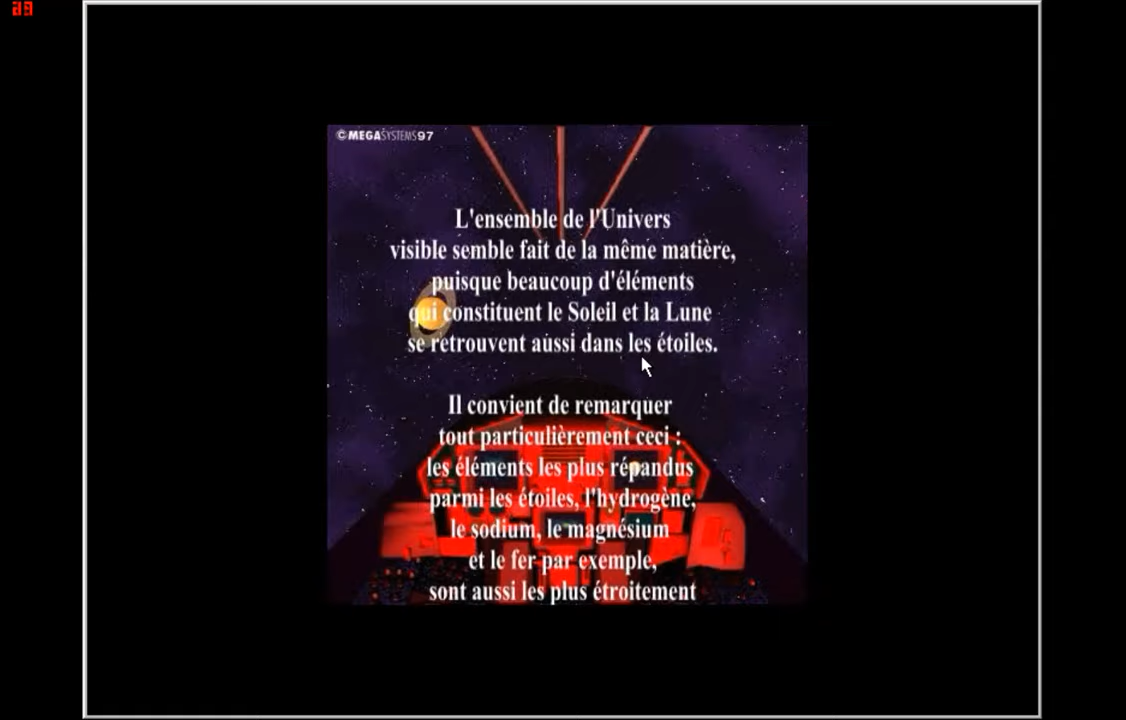 29
©MEGASYSTEMS97
L'ensemble de l'Univers
visible semble fait de la même matière,
puisque beaucoup d'éléments
qui constituent le Soleil et la Lune
se retrouvent aussi dans les étoiles.
Il convient de remarquer
tout particulièrement ceci :
les éléments les plus répandus
parmi les étoiles, l'hydrogène,
le sodium, le magnésium
et le fer par exemple,
sont aussi les plus étroitement